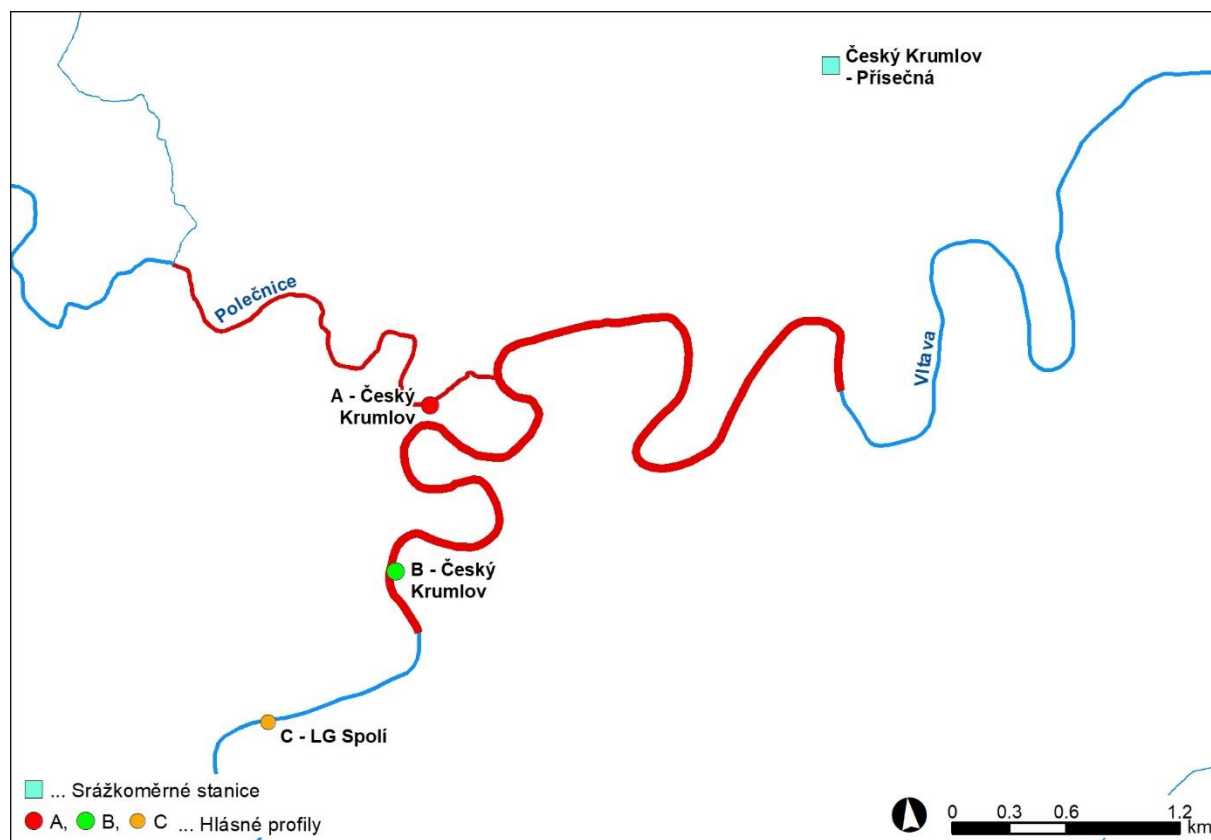 Český Krumlov
- Přísečná
Polečnice
Vltava
A - Český
Krumlov
B - Český
Krumlov
C - LG Spolí
... Srážkoměrné stanice
A, B, C ... Hlásné profily
0 0.3 0.6 1.2
km